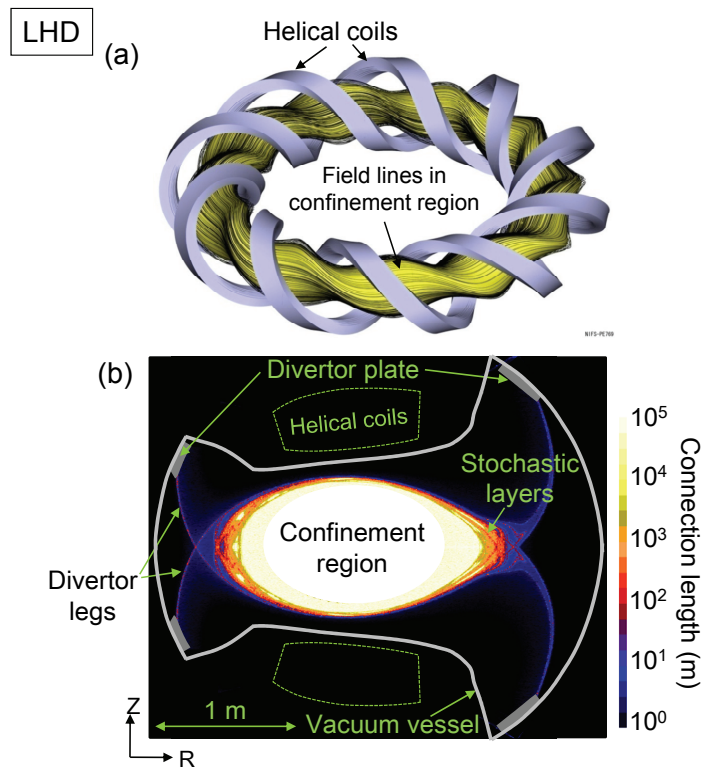 LHD
(a)
Helical coils
Field lines in
confinement region
NIFS-PE769
(b)
Divertor plate
Helical coils
Stochastic
layers
Confinement
region
Divertor
legs
1 m
Vacuum vessel
Z
R
10⁵
10⁴
10³
10²
10¹
10⁰
Connection length (m)